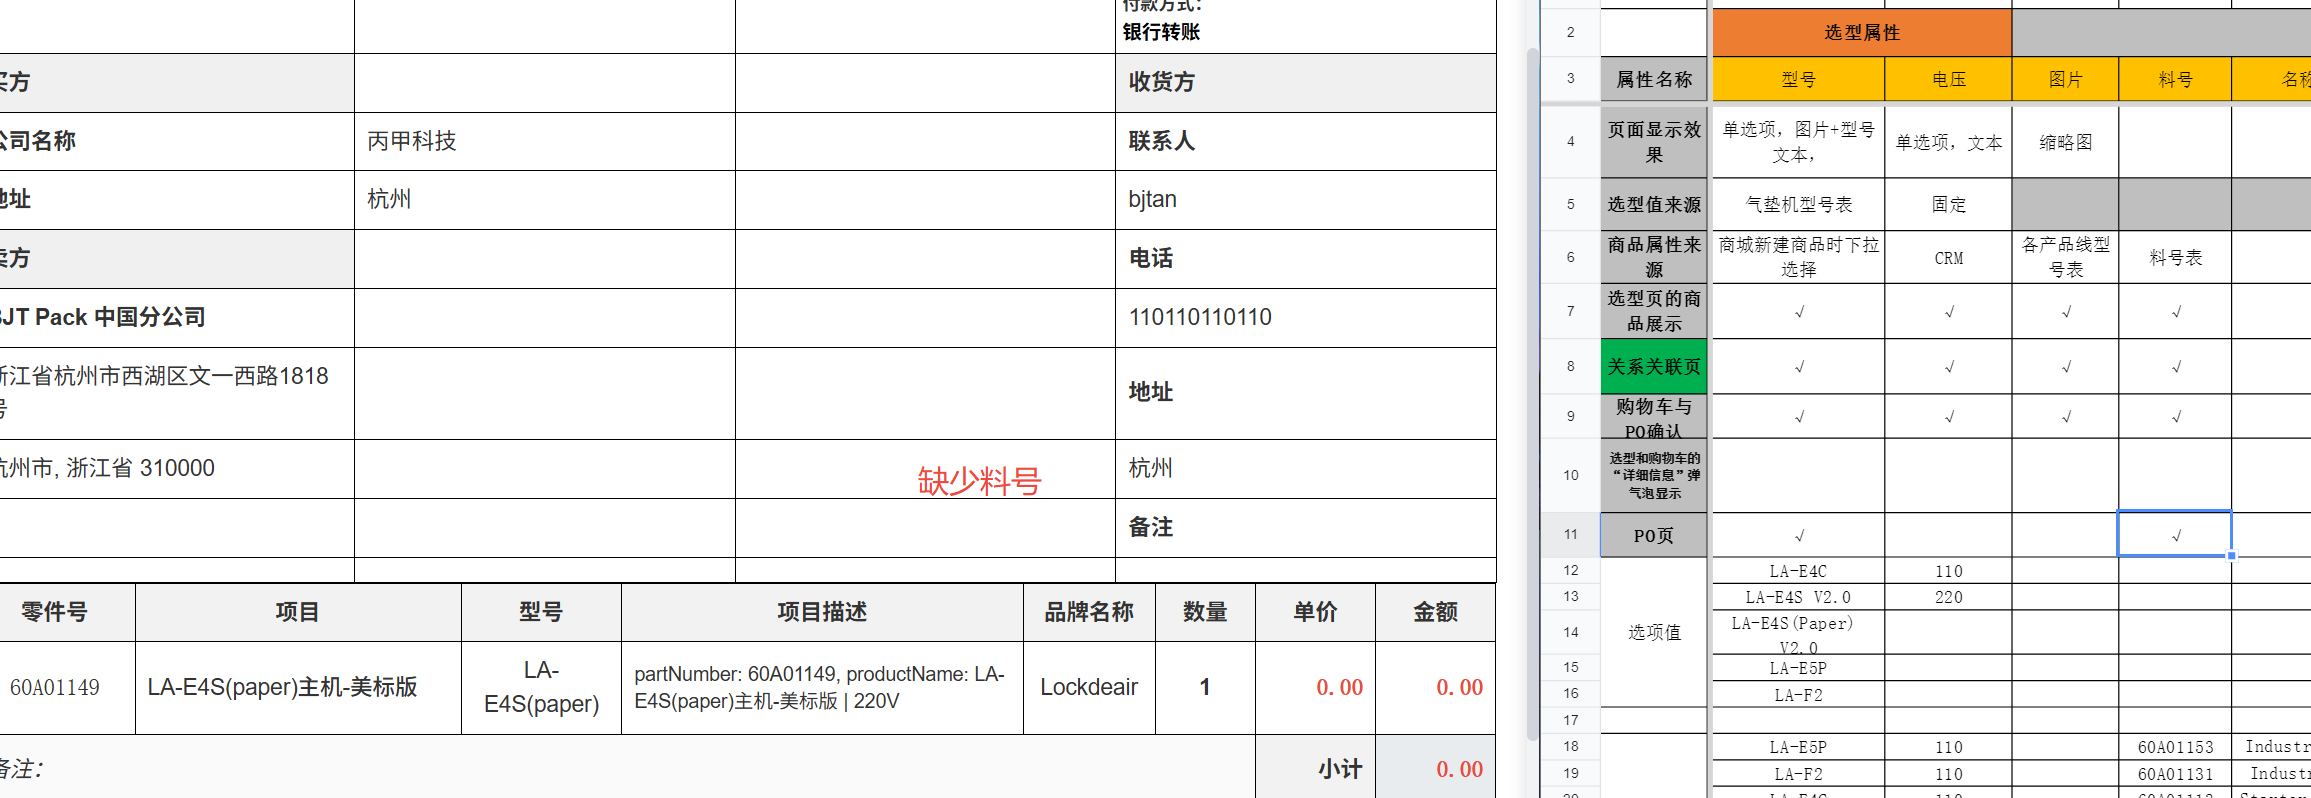 付款方式：
银行转账
买方
收货方
公司名称
丙甲科技
联系人
地址
杭州
bjtan
卖方
电话
BJT Pack 中国分公司
110110110110
浙江省杭州市西湖区文一西路1818
号
地址
杭州市, 浙江省 310000
缺少料号
杭州
备注
零件号 项目 型号 项目描述 品牌名称 数量 单价 金额
60A01149
LA-E4S(paper)主机-美标版
LA-
E4S(paper)
partNumber: 60A01149, productName: LA-
E4S(paper)主机-美标版 | 220V
Lockdeair
1
0.00
0.00
备注：
小计
0.00
2 选型属性
3 属性名称 型号 电压 图片 料号 名称
4
页面显示效
果
单选项，图片+型号
文本，
单选项，文本
缩略图
5 选型值来源 气垫机型号表 固定
6
商品属性来
源
商城新建商品时下拉
选择
CRM
各产品线型
号表
料号表
7
选型页的商
品展示
√ √ √ √
8 关系关联页 √ √ √ √
9
购物车与
PO确认
√ √ √ √
10
选型和购物车的
“详细信息”弹
气泡显示
11 PO页 √ √
12 LA-E4C 110
13 LA-E4S V2.0 220
14
选项值
LA-E4S(Paper)
V2.0
15 LA-E5P
16 LA-F2
17
18 LA-E5P 110 60A01153 Industr
19 LA-F2 110 60A01131 Indust